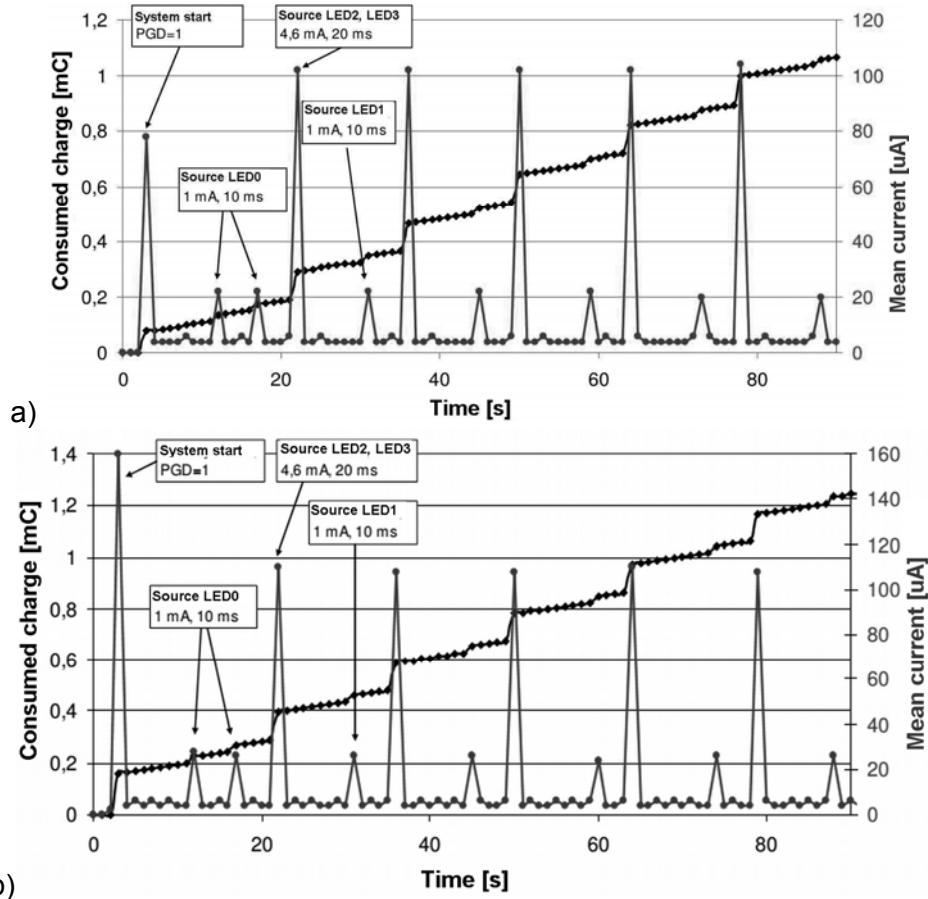 System start
PGD=1
Source LED2, LED3
4,6 mA, 20 ms
Source LED1
1 mA, 10 ms
Source LED0
1 mA, 10 ms
Consumed charge [mC]
1,2
1
0,8
0,6
0,4
0,2
0
Mean current [uA]
120
100
80
60
40
20
0
0 20 40 60 80
Time [s]
a)
System start
PGD=1
Source LED2, LED3
4,6 mA, 20 ms
Source LED1
1 mA, 10 ms
Source LED0
1 mA, 10 ms
Consumed charge [mC]
1,4
1,2
1
0,8
0,6
0,4
0,2
0
Mean current [uA]
160
140
120
100
80
60
40
20
0
0 20 40 60 80
Time [s]